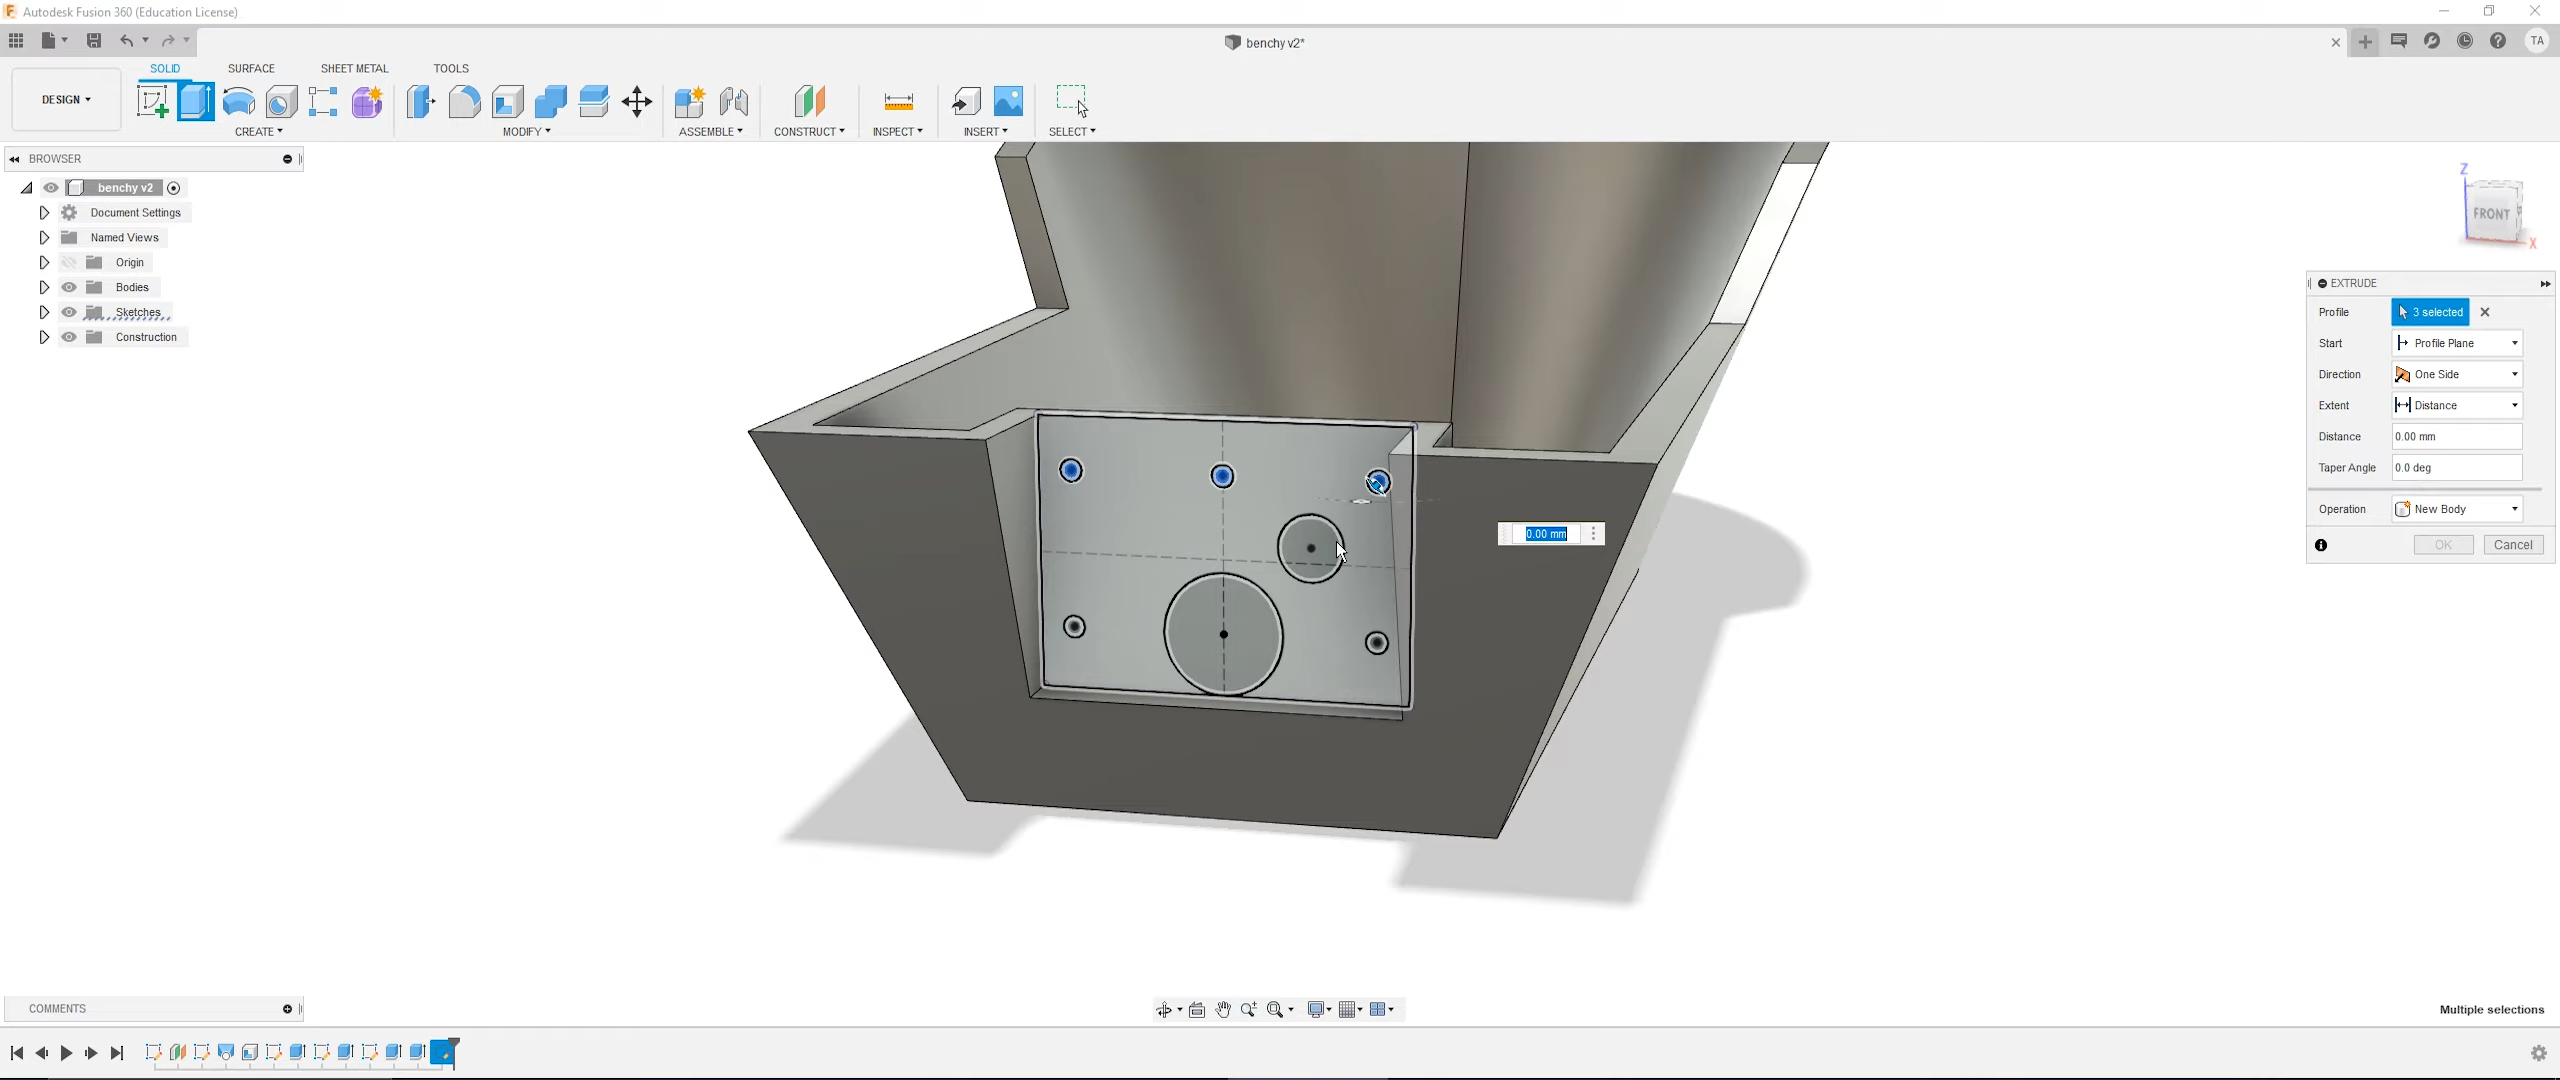 Autodesk Fusion 360 (Education License)
benchy v2*
TA
SOLID SURFACE SHEET METAL TOOLS
DESIGN
CREATE MODIFY ASSEMBLE CONSTRUCT INSPECT INSERT SELECT
BROWSER
benchy v2
Document Settings
Named Views
Origin
Bodies
Sketches
Construction
Z
FRONT
X
EXTRUDE
Profile 3 selected
Start Profile Plane
Direction One Side
Extent Distance
Distance 0.00 mm
Taper Angle 0.0 deg
Operation New Body
OK Cancel
0.00 mm
COMMENTS
Multiple selections